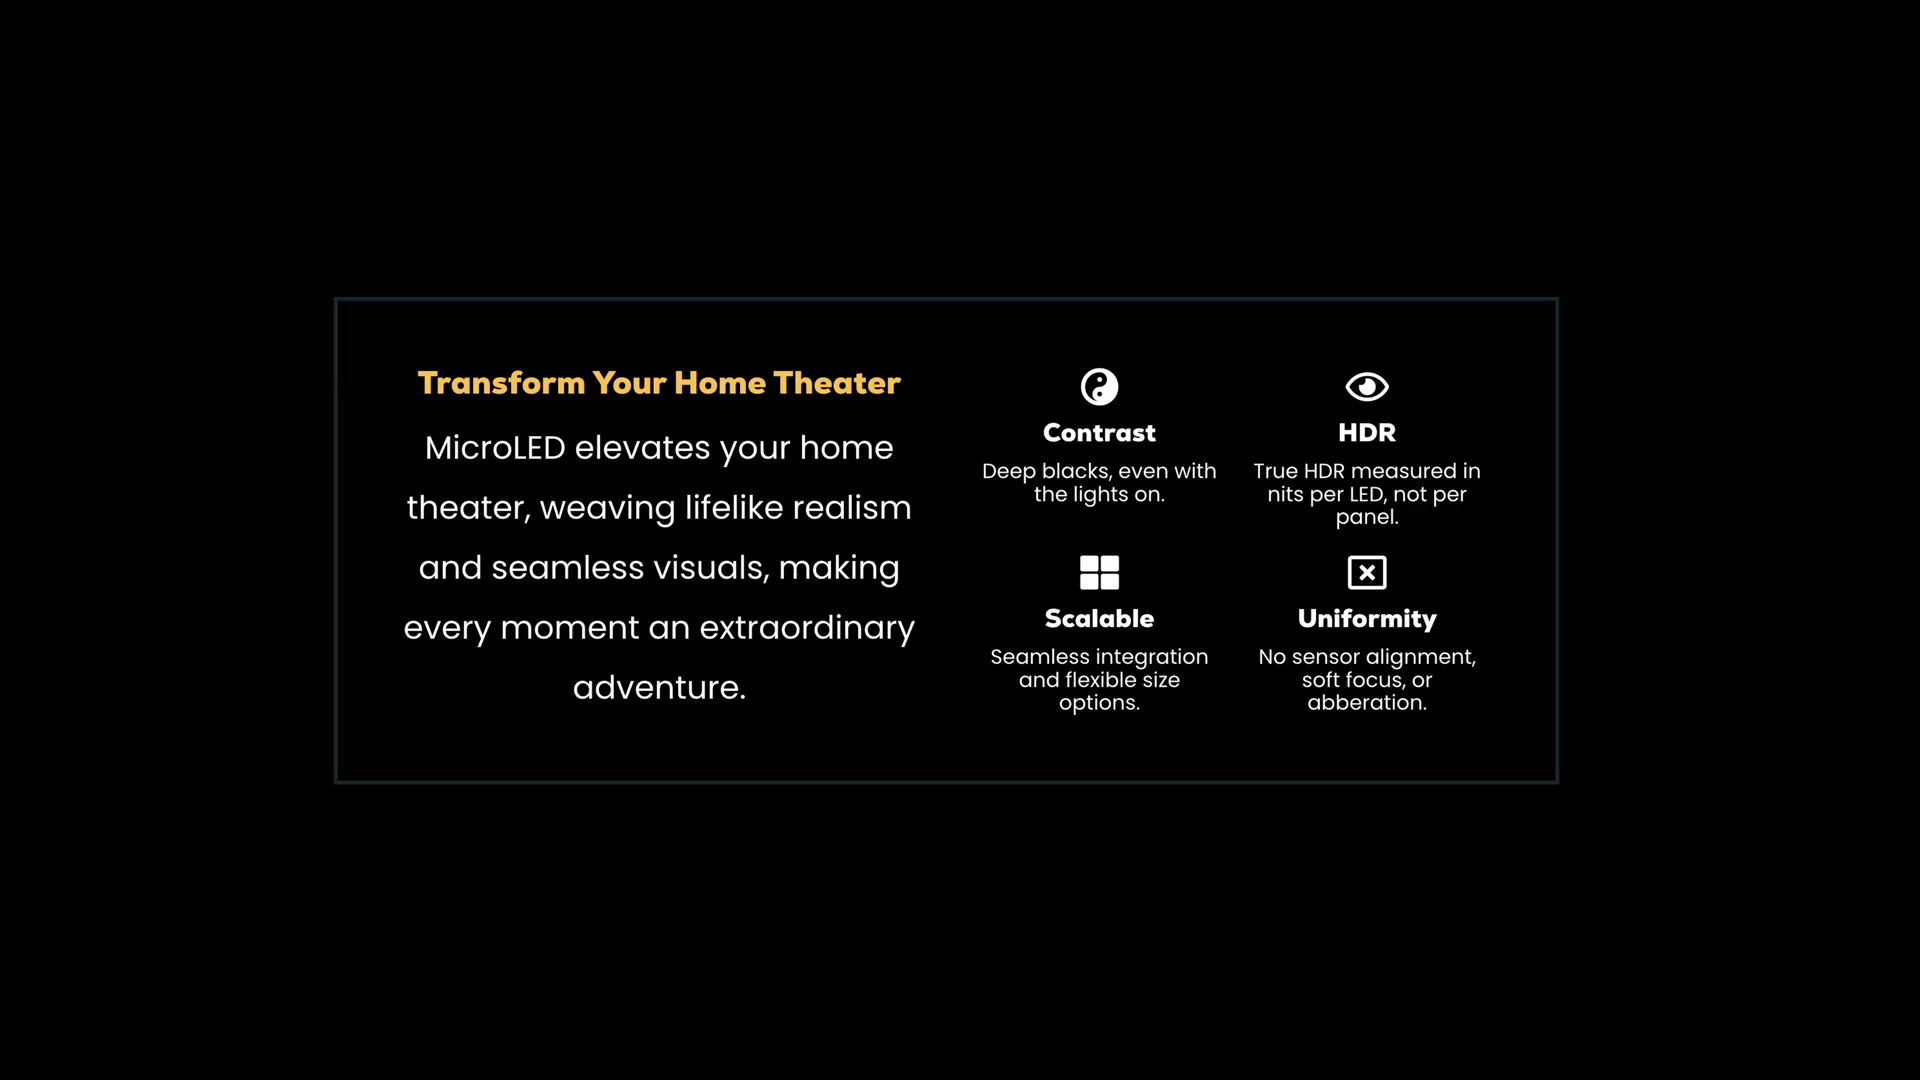 Transform Your Home Theater
MicroLED elevates your home
theater, weaving lifelike realism
and seamless visuals, making
every moment an extraordinary
adventure.
Contrast
Deep blacks, even with
the lights on.
HDR
True HDR measured in
nits per LED, not per
panel.
Scalable
Seamless integration
and flexible size
options.
Uniformity
No sensor alignment,
soft focus, or
abberation.